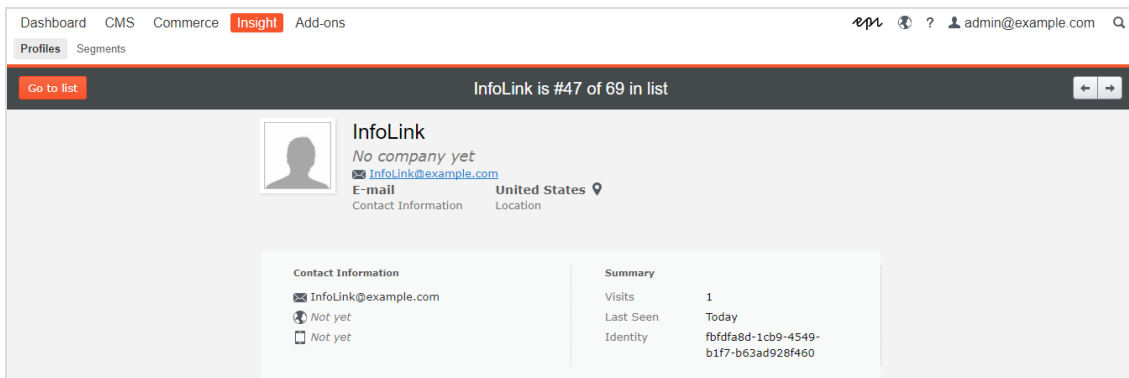 Dashboard CMS Commerce Insight Add-ons epi ? admin@example.com
Profiles Segments
Go to list InfoLink is #47 of 69 in list ← →
InfoLink
No company yet
InfoLink@example.com
E-mail United States
Contact Information Location
Contact Information Summary
InfoLink@example.com Visits 1
Not yet Last Seen Today
Not yet Identity fbfdfa8d-1cb9-4549-
b1f7-b63ad928f460